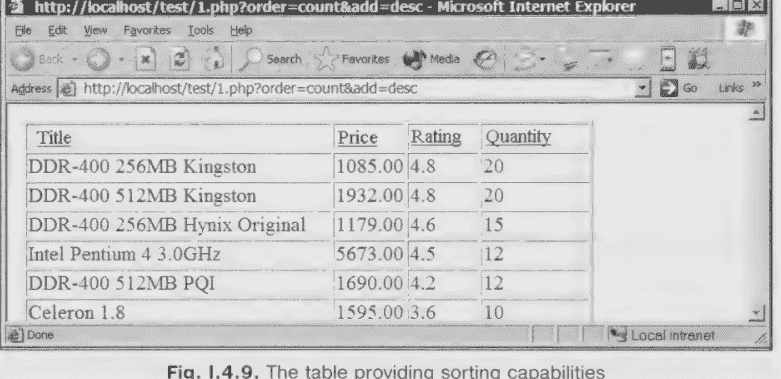 http://localhost/test/1.php?order=count&add=desc - Microsoft Internet Explorer
File Edit View Favorites Tools Help
Back Search Favorites Media
Address http://localhost/test/1.php?order=count&add=desc Go Links »
Title Price Rating Quantity
DDR-400 256MB Kingston 1085.00 4.8 20
DDR-400 512MB Kingston 1932.00 4.8 20
DDR-400 256MB Hynix Original 1179.00 4.6 15
Intel Pentium 4 3.0GHz 5673.00 4.5 12
DDR-400 512MB PQI 1690.00 4.2 12
Celeron 1.8 1595.00 3.6 10
Done Local intranet
Fig. I.4.9. The table providing sorting capabilities